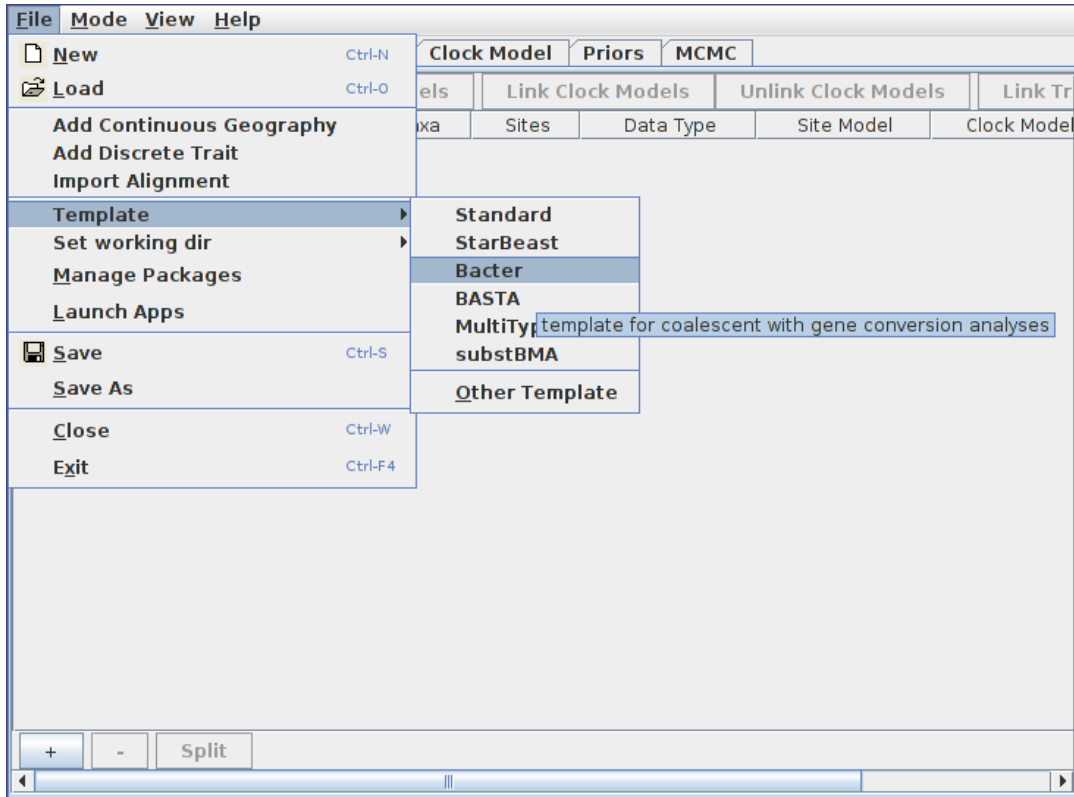 File Mode View Help
New Ctrl-N
Clock Model Priors MCMC
Load Ctrl-O
els Link Clock Models Unlink Clock Models Link Tr
Add Continuous Geography
xa Sites Data Type Site Model Clock Model
Add Discrete Trait
Import Alignment
Template
Set working dir
Manage Packages
Launch Apps
Standard
StarBeast
Bacter
BASTA
MultiTyp
template for coalescent with gene conversion analyses
substBMA
Other Template
Save Ctrl-S
Save As
Close Ctrl-W
Exit Ctrl-F4
+ - Split